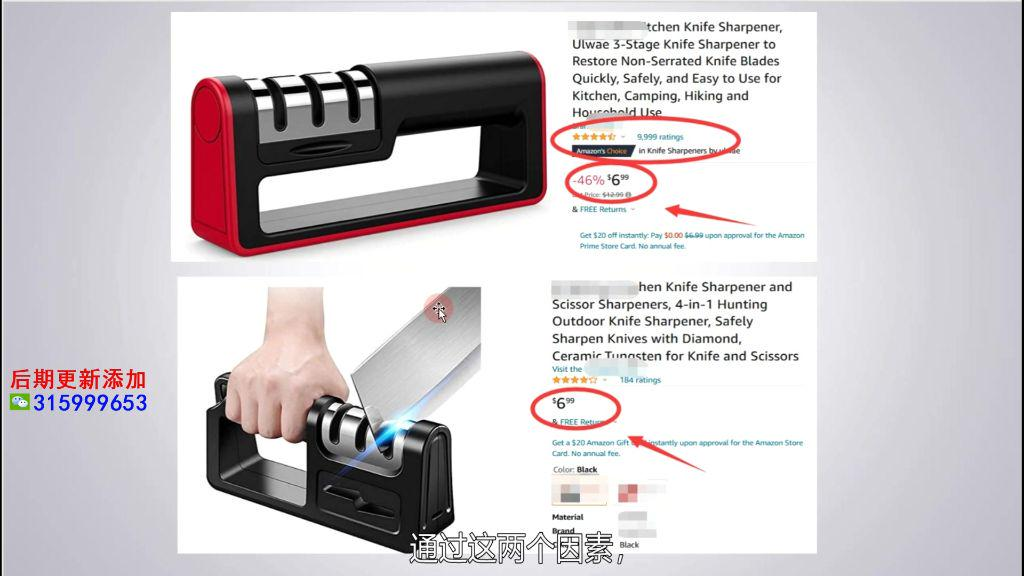 tchen Knife Sharpener,
Ulwae 3-Stage Knife Sharpener to
Restore Non-Serrated Knife Blades
Quickly, Safely, and Easy to Use for
Kitchen, Camping, Hiking and
Household Use
9,999 ratings
Amazon's Choice in Knife Sharpeners by ulwae
-46% $6⁹⁹
List Price: $12.99
& FREE Returns
Get $20 off instantly: Pay $0.00 $6.99 upon approval for the Amazon
Prime Store Card. No annual fee.
hen Knife Sharpener and
Scissor Sharpeners, 4-in-1 Hunting
Outdoor Knife Sharpener, Safely
Sharpen Knives with Diamond,
Ceramic Tungsten for Knife and Scissors
Visit the
184 ratings
$6⁹⁹
& FREE Returns
Get a $20 Amazon Gift instantly upon approval for the Amazon Store
Card. No annual fee.
Color: Black
Material
Brand
Black
后期更新添加
315999653
通过这两个因素，